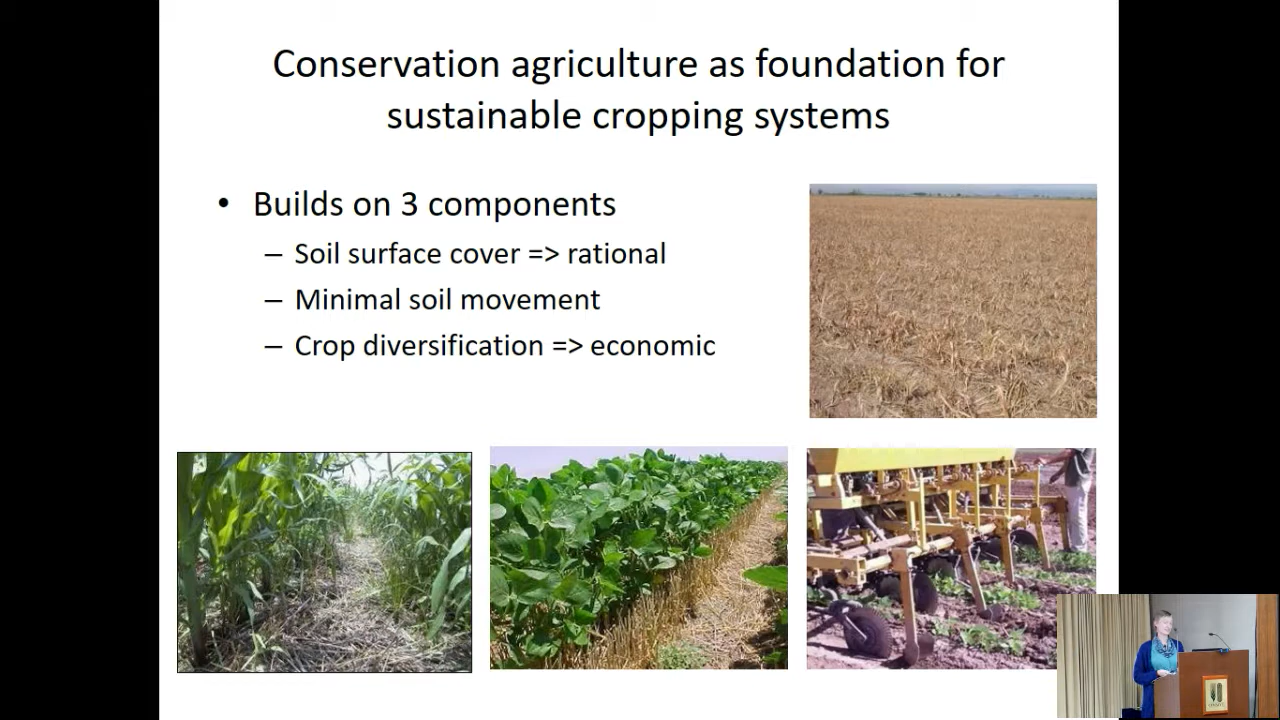 Conservation agriculture as foundation for
sustainable cropping systems
• Builds on 3 components
– Soil surface cover => rational
– Minimal soil movement
– Crop diversification => economic